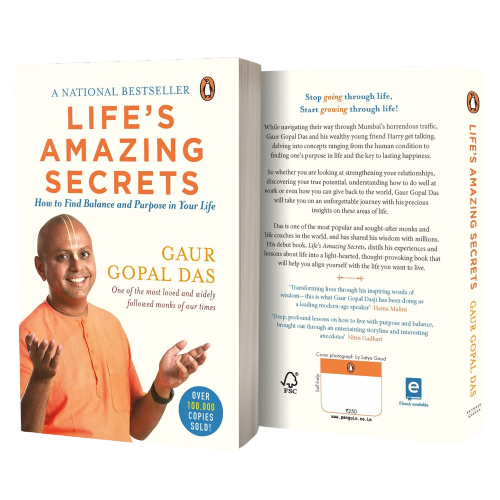 A NATIONAL BESTSELLER
LIFE'S
AMAZING
SECRETS
How to Find Balance and Purpose in Your Life
GAUR
GOPAL DAS
One of the most loved and widely
followed monks of our times
OVER
100,000
COPIES
SOLD!
Stop going through life,
Start growing through life!
While navigating their way through Mumbai's horrendous traffic,
Gaur Gopal Das and his wealthy young friend Harry get talking,
delving into concepts ranging from the human condition to
finding one's purpose in life and the key to lasting happiness.
So whether you are looking at strengthening your relationships,
discovering your true potential, understanding how to do well at
work or even how you can give back to the world, Gaur Gopal Das
will take you on an unforgettable journey with his precious
insights on these areas of life.
Das is one of the most popular and sought-after monks and
life coaches in the world, and has shared his wisdom with millions.
His debut book, Life's Amazing Secrets, distils his experiences and
lessons about life into a light-hearted, thought-provoking book that
will help you align yourself with the life you want to live.
'Transforming lives through his inspiring words of
wisdom—this is what Gaur Gopal Dasji has been doing as
a leading modern-age speaker' Hema Malini
'Deep, profound lessons on how to live with purpose and balance,
brought out through an entertaining storyline and interesting
anecdotes' Nitin Gadkari
Cover photograph by Satya Gaud
FSC
Self-help
₹250
www.penguin.co.in
e
Ebook available
LIFE'S AMAZING SECRETS GAUR GOPAL DAS